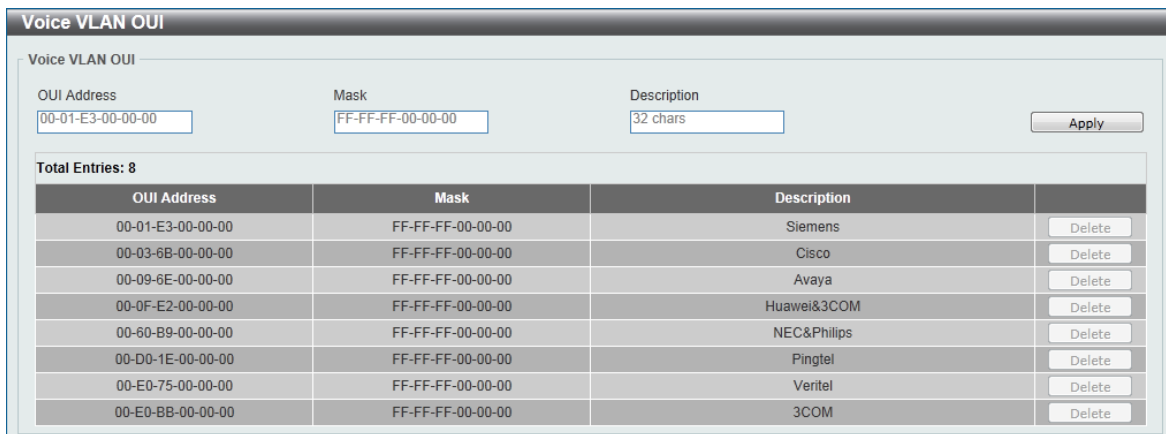 Voice VLAN OUI
Voice VLAN OUI
OUI Address Mask Description
00-01-E3-00-00-00 FF-FF-FF-00-00-00 32 chars Apply
Total Entries: 8
OUI Address Mask Description
00-01-E3-00-00-00 FF-FF-FF-00-00-00 Siemens Delete
00-03-6B-00-00-00 FF-FF-FF-00-00-00 Cisco Delete
00-09-6E-00-00-00 FF-FF-FF-00-00-00 Avaya Delete
00-0F-E2-00-00-00 FF-FF-FF-00-00-00 Huawei&3COM Delete
00-60-B9-00-00-00 FF-FF-FF-00-00-00 NEC&Philips Delete
00-D0-1E-00-00-00 FF-FF-FF-00-00-00 Pingtel Delete
00-E0-75-00-00-00 FF-FF-FF-00-00-00 Veritel Delete
00-E0-BB-00-00-00 FF-FF-FF-00-00-00 3COM Delete